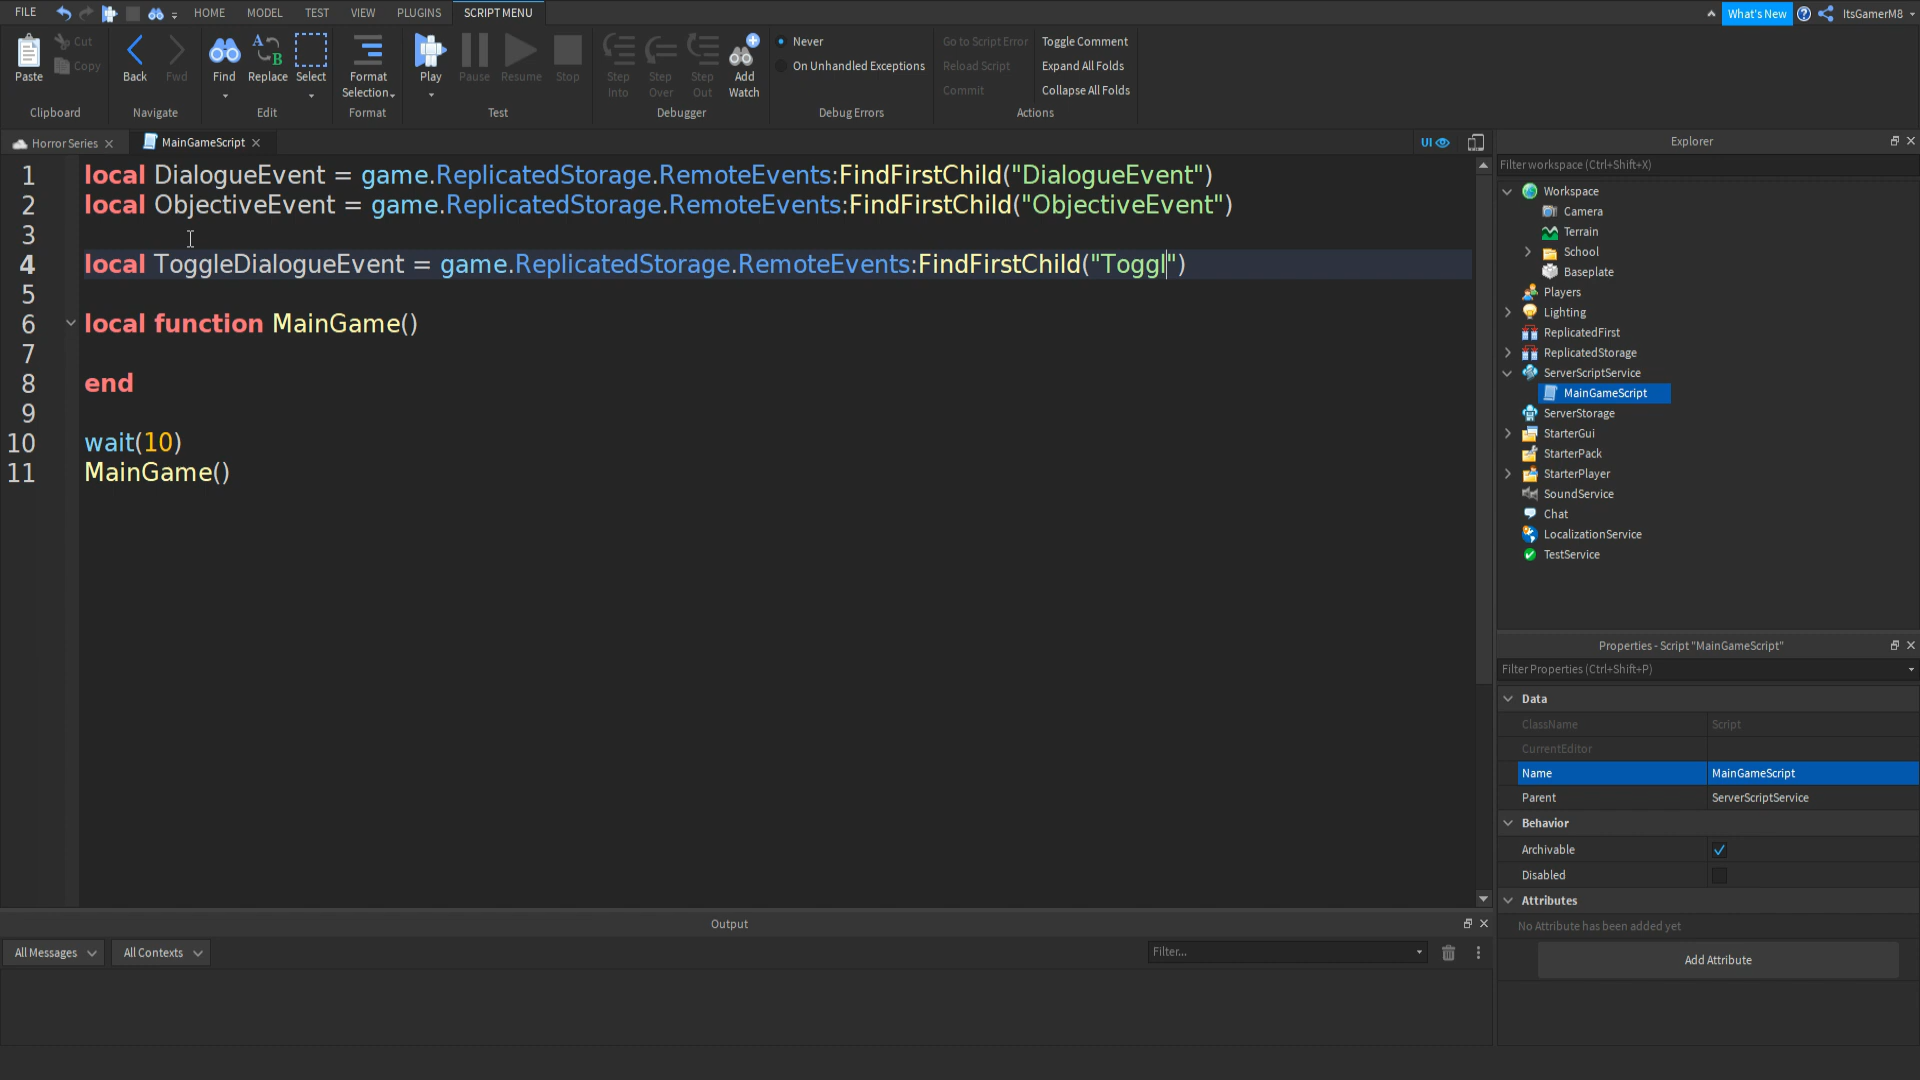 FILE HOME MODEL TEST VIEW PLUGINS SCRIPT MENU What's New ItsGamerM8
Paste Cut Copy Clipboard
Back Fwd Navigate
Find Replace Select Edit
Format Selection Format
Play Pause Resume Stop Test
Step Into Step Over Step Out Add Watch Debugger
Never
On Unhandled Exceptions
Debug Errors
Go to Script Error Toggle Comment
Reload Script Expand All Folds
Commit Collapse All Folds
Actions
Horror Series MainGameScript UI
1 local DialogueEvent = game.ReplicatedStorage.RemoteEvents:FindFirstChild("DialogueEvent")
2 local ObjectiveEvent = game.ReplicatedStorage.RemoteEvents:FindFirstChild("ObjectiveEvent")
3
4 local ToggleDialogueEvent = game.ReplicatedStorage.RemoteEvents:FindFirstChild("Toggl")
5
6 local function MainGame()
7
8 end
9
10 wait(10)
11 MainGame()
Output
All Messages All Contexts Filter...
Explorer
Filter workspace (Ctrl+Shift+X)
Workspace
Camera
Terrain
School
Baseplate
Players
Lighting
ReplicatedFirst
ReplicatedStorage
ServerScriptService
MainGameScript
ServerStorage
StarterGui
StarterPack
StarterPlayer
SoundService
Chat
LocalizationService
TestService
Properties - Script "MainGameScript"
Filter Properties (Ctrl+Shift+P)
Data
ClassName Script
CurrentEditor
Name MainGameScript
Parent ServerScriptService
Behavior
Archivable
Disabled
Attributes
No Attribute has been added yet
Add Attribute